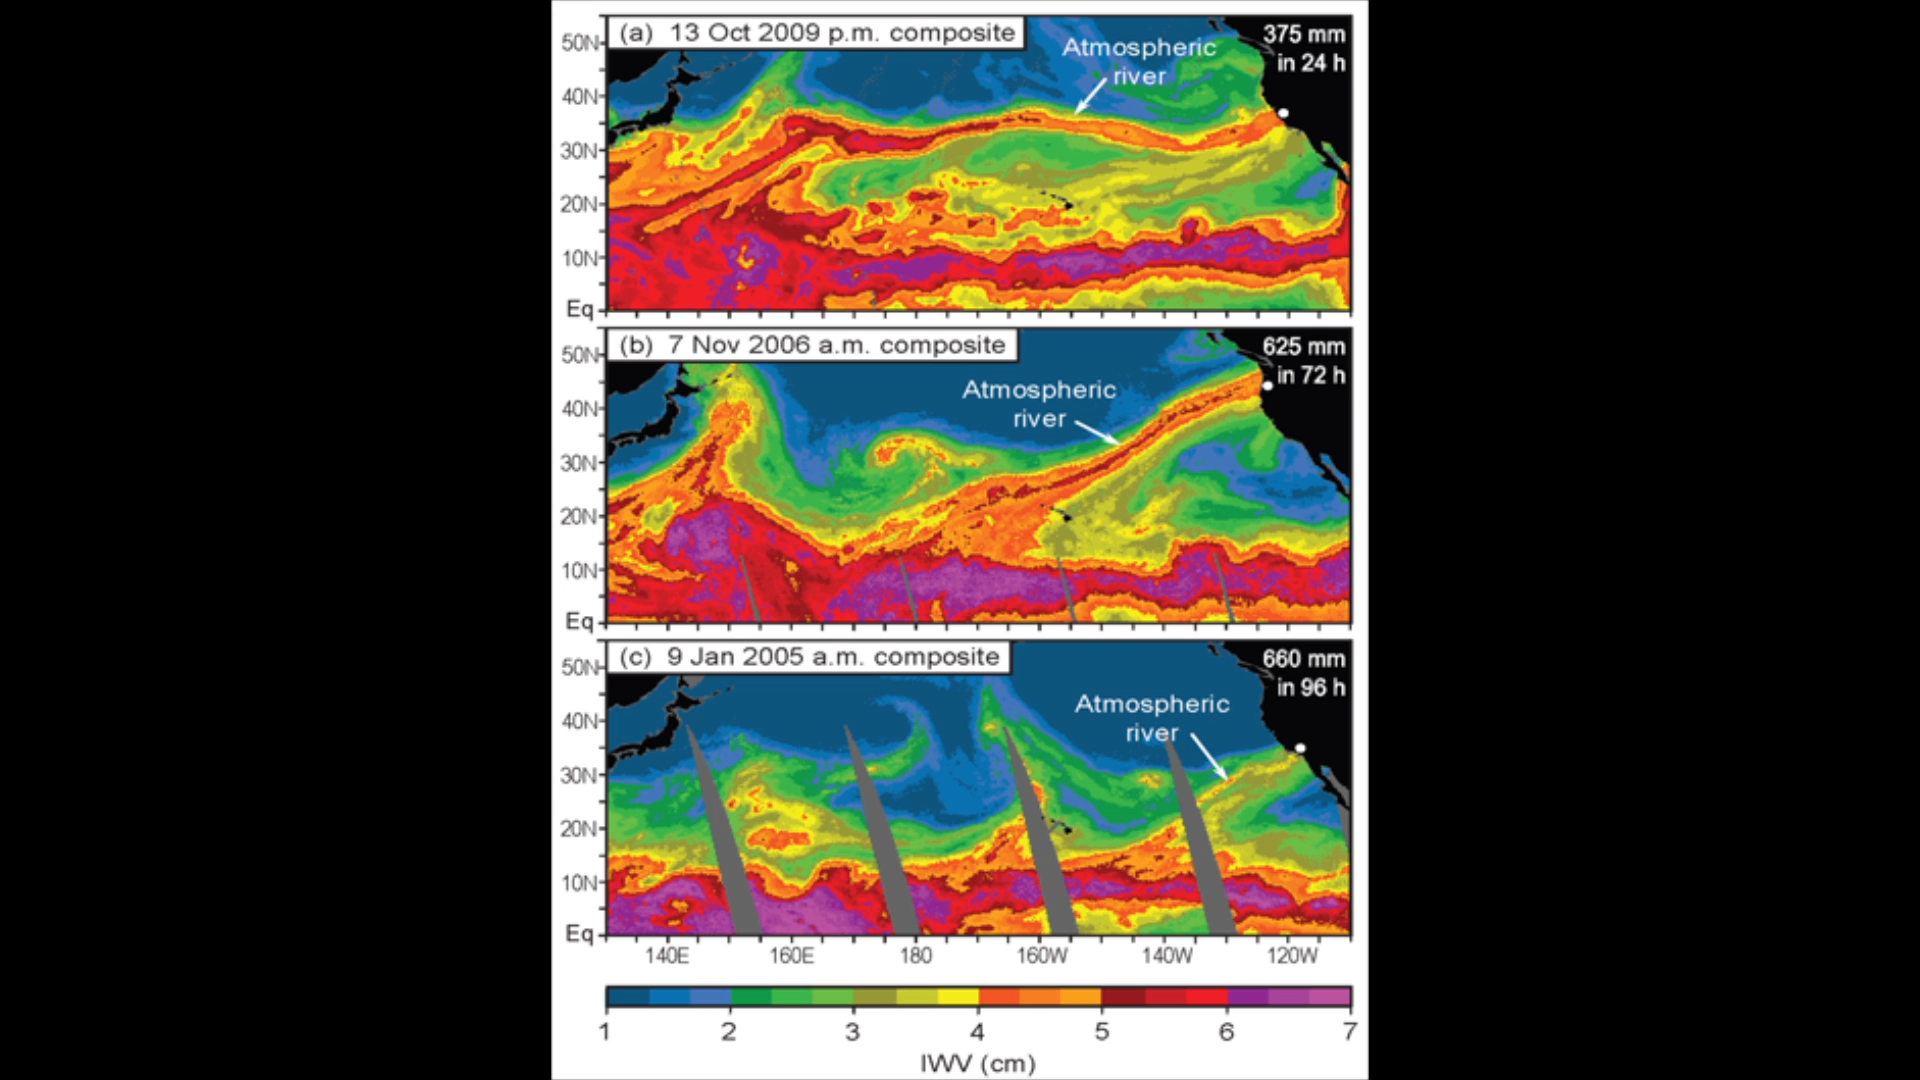 (a) 13 Oct 2009 p.m. composite
375 mm
in 24 h
Atmospheric
river
50N
40N
30N
20N
10N
Eq
(b) 7 Nov 2006 a.m. composite
625 mm
in 72 h
Atmospheric
river
50N
40N
30N
20N
10N
Eq
(c) 9 Jan 2005 a.m. composite
660 mm
in 96 h
Atmospheric
river
50N
40N
30N
20N
10N
Eq
140E 160E 180 160W 140W 120W
1 2 3 4 5 6 7
IWV (cm)